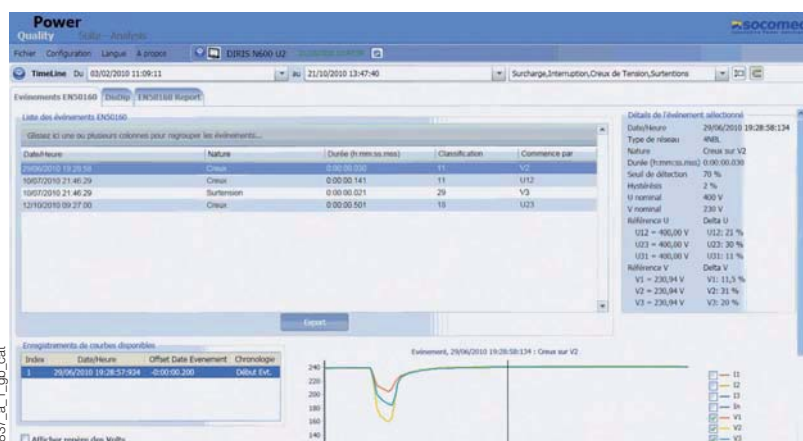 Power
Quality Suite - Analysis
socomec
Fichier Configuration Langue A propos DIRIS N600 U2
TimeLine Du 03/02/2010 11:09:11 au 21/10/2010 13:47:40 Surcharge,Interruption,Creux de Tension,Surtentions
Evénements EN50160 DisDip EN50160 Report
Liste des événements EN50160
Glissez ici une ou plusieurs colonnes pour regrouper les événements...
Date/Heure Nature Durée (h:mm:ss.mss) Classification Commence par
29/06/2010 19:28:58 Creux 0:00:00.030 11 V2
10/07/2010 21:46:29 Creux 0:00:00.141 11 U12
10/07/2010 21:46:29 Surtension 0:00:00.021 29 V3
12/10/2010 09:27:00 Creux 0:00:00.501 U23
Export
Détails de l'événement sélectionné
Date/Heure 29/06/2010 19:28:58:134
Type de réseau 4NBL
Nature Creux sur V2
Durée (h:mm:ss.mss) 0:00:00.030
Seuil de détection 70 %
Hystérésis 2 %
U nominal 400 V
V nominal 230 V
Référence U Delta U
U12 = 400,00 V U12: 21 %
U23 = 400,00 V U23: 30 %
U31 = 400,00 V U31: 11 %
Référence V Delta V
V1 = 230,94 V V1: 11,5 %
V2 = 230,94 V V2: 31 %
V3 = 230,94 V V3: 20 %
Enregistrements de courbes disponibles
Index Date/Heure Offset Date Evenement Chronologie
1 29/06/2010 19:28:57:934 -0:00:00.200 Début Evt.
Afficher repère des Volts
Evénement, 29/06/2010 19:28:58:134 : Creux sur V2
240
220
200
180
160
140
I1
I2
I3
In
V1
V2
V3
637_a_1_gb_cat